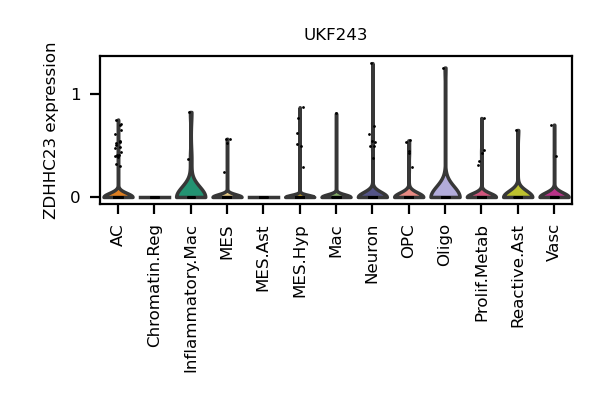 UKF243
ZDHHC23 expression
1
0
AC
Chromatin.Reg
Inflammatory.Mac
MES
MES.Ast
MES.Hyp
Mac
Neuron
OPC
Oligo
Prolif.Metab
Reactive.Ast
Vasc